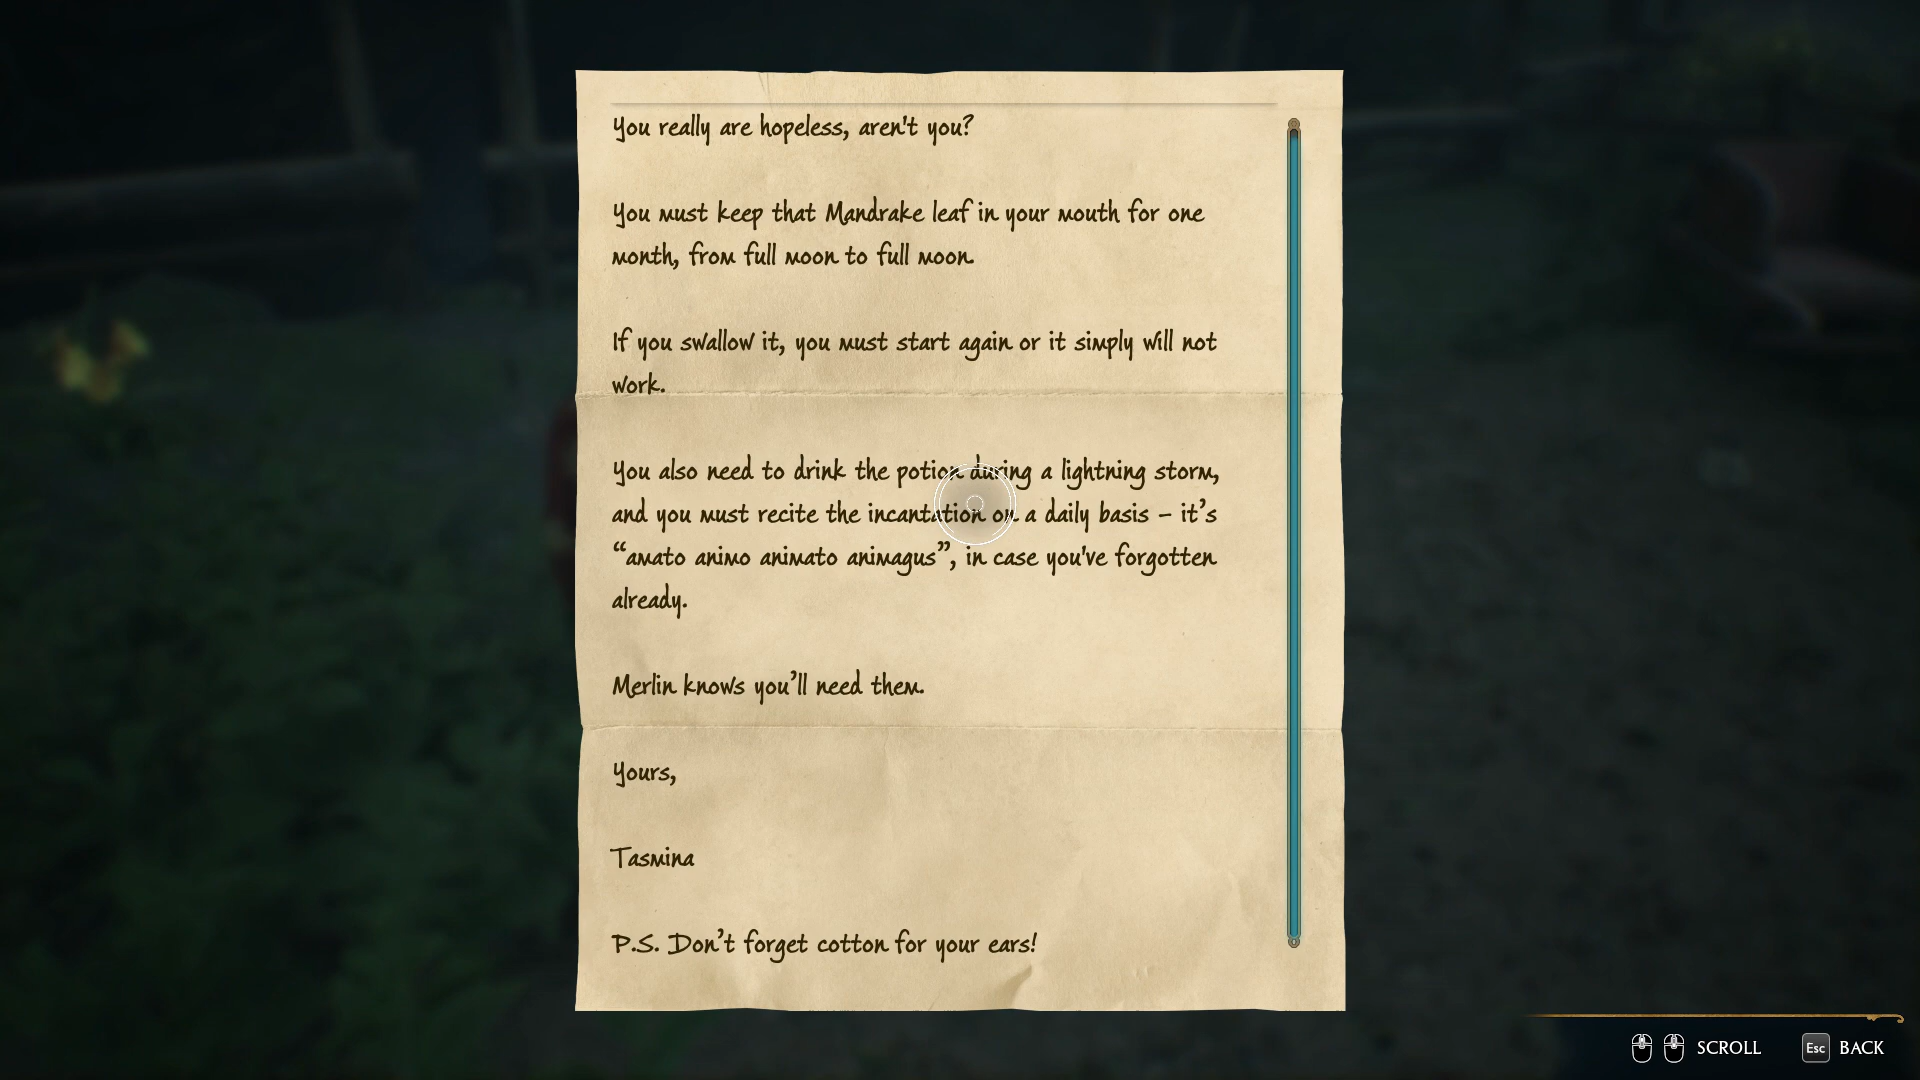 You really are hopeless, aren't you?
You must keep that Mandrake leaf in your mouth for one
month, from full moon to full moon.
If you swallow it, you must start again or it simply will not
work.
You also need to drink the potion during a lightning storm,
and you must recite the incantation on a daily basis – it’s
“amato animo animato animagus”, in case you've forgotten
already.
Merlin knows you’ll need them.
Yours,
Tasmina
P.S. Don’t forget cotton for your ears!
SCROLL
Esc BACK